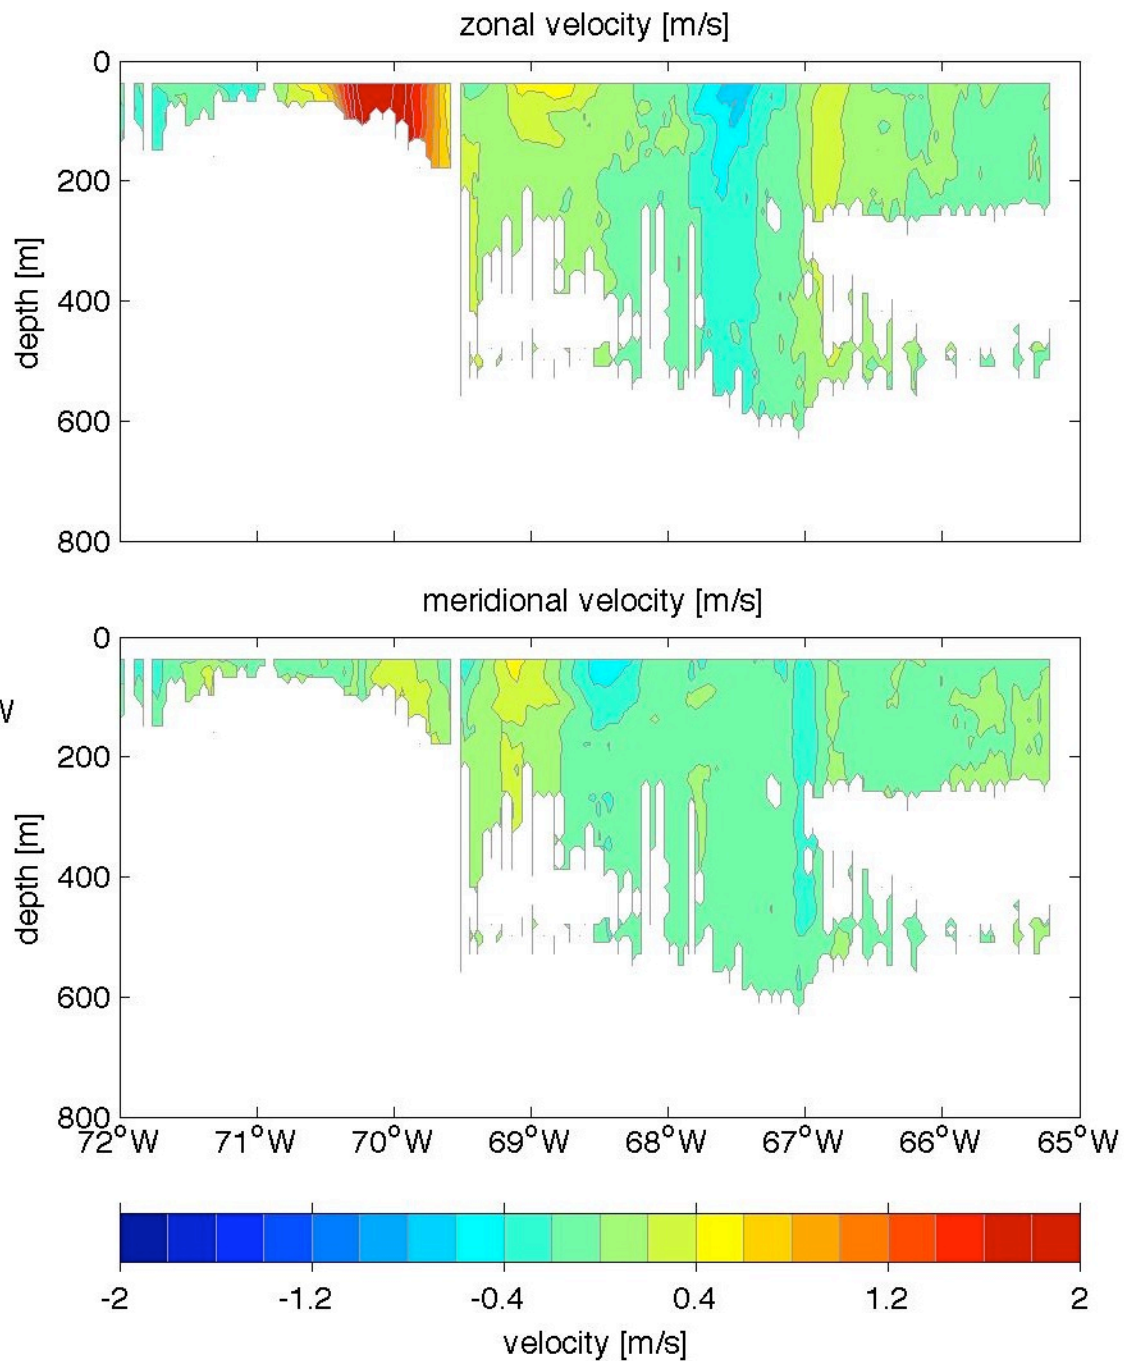 zonal velocity [m/s]
0
200
400
600
800
depth [m]
meridional velocity [m/s]
W
0
200
400
600
800
depth [m]
72°W 71°W 70°W 69°W 68°W 67°W 66°W 65°W
-2 -1.2 -0.4 0.4 1.2 2
velocity [m/s]